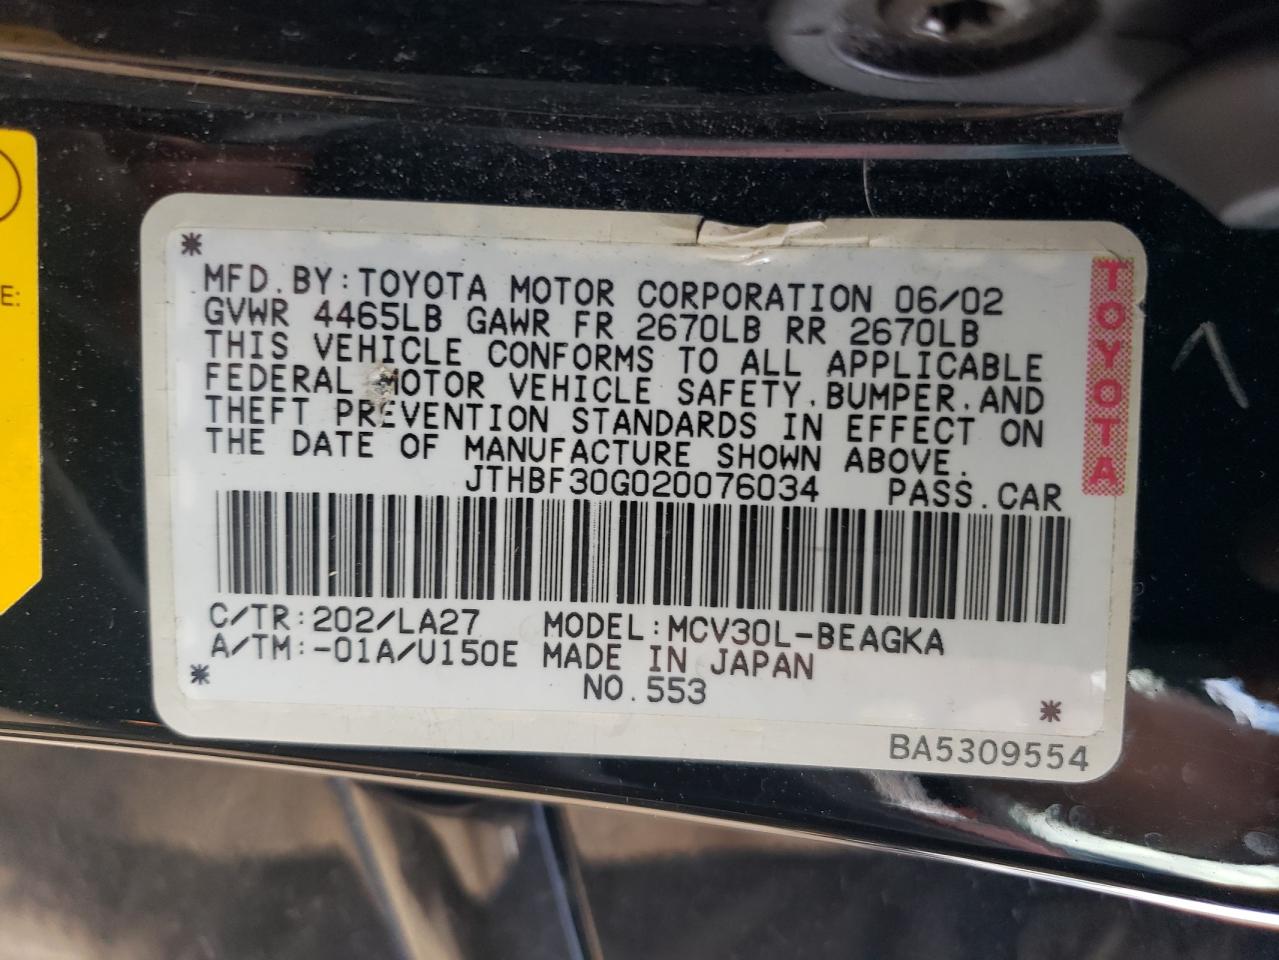 E:
MFD.BY:TOYOTA MOTOR CORPORATION 06/02
GVWR 4465LB GAWR FR 2670LB RR 2670LB
THIS VEHICLE CONFORMS TO ALL APPLICABLE
FEDERAL MOTOR VEHICLE SAFETY,BUMPER,AND
THEFT PREVENTION STANDARDS IN EFFECT ON
THE DATE OF MANUFACTURE SHOWN ABOVE.
JTHBF30G020076034 PASS.CAR
C/TR:202/LA27 MODEL:MCV30L-BEAGKA
A/TM:-01A/U150E MADE IN JAPAN
NO.553
TOYOTA
BA5309554